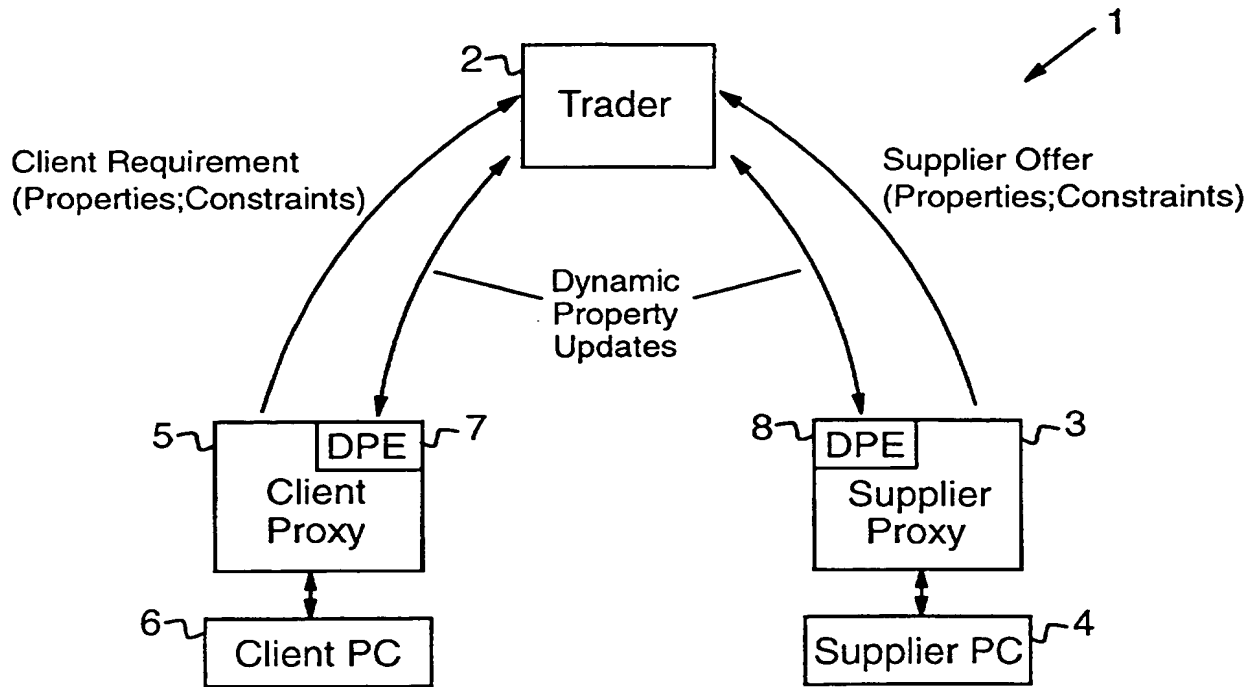 1
2
Trader
Client Requirement
(Properties;Constraints)
Supplier Offer
(Properties;Constraints)
Dynamic
Property
Updates
5
DPE
7
Client
Proxy
8
DPE
3
Supplier
Proxy
6
Client PC
Supplier PC
4